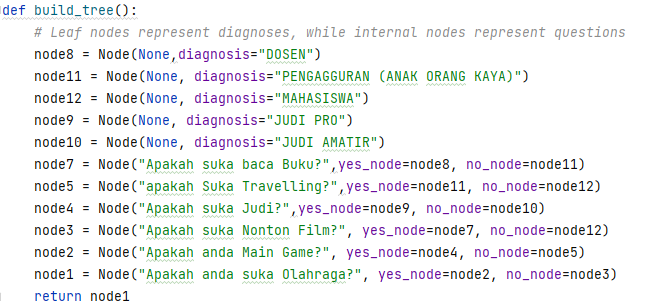 def build_tree():
# Leaf nodes represent diagnoses, while internal nodes represent questions
node8 = Node(None,diagnosis="DOSEN")
node11 = Node(None, diagnosis="PENGAGGURAN (ANAK ORANG KAYA)")
node12 = Node(None, diagnosis="MAHASISWA")
node9 = Node(None, diagnosis="JUDI PRO")
node10 = Node(None, diagnosis="JUDI AMATIR")
node7 = Node("Apakah suka baca Buku?",yes_node=node8, no_node=node11)
node5 = Node("apakah Suka Travelling?",yes_node=node11, no_node=node12)
node4 = Node("Apakah suka Judi?",yes_node=node9, no_node=node10)
node3 = Node("Apakah suka Nonton Film?", yes_node=node7, no_node=node12)
node2 = Node("Apakah anda Main Game?", yes_node=node4, no_node=node5)
node1 = Node("Apakah anda suka Olahraga?", yes_node=node2, no_node=node3)
return node1